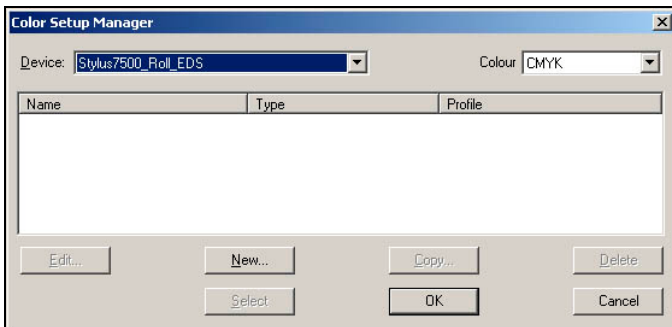 Color Setup Manager
Device: Stylus7500_Roll_EDS Colour CMYK
Name Type Profile
Edit... New... Copy... Delete
Select OK Cancel